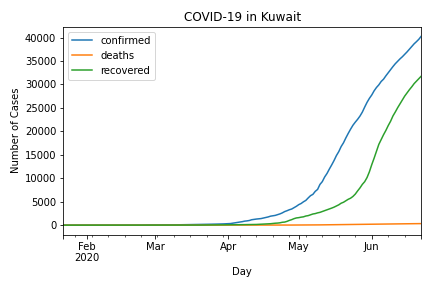 COVID-19 in Kuwait
confirmed
deaths
recovered
Number of Cases
40000
35000
30000
25000
20000
15000
10000
5000
0
Feb
2020
Mar
Apr
May
Jun
Day